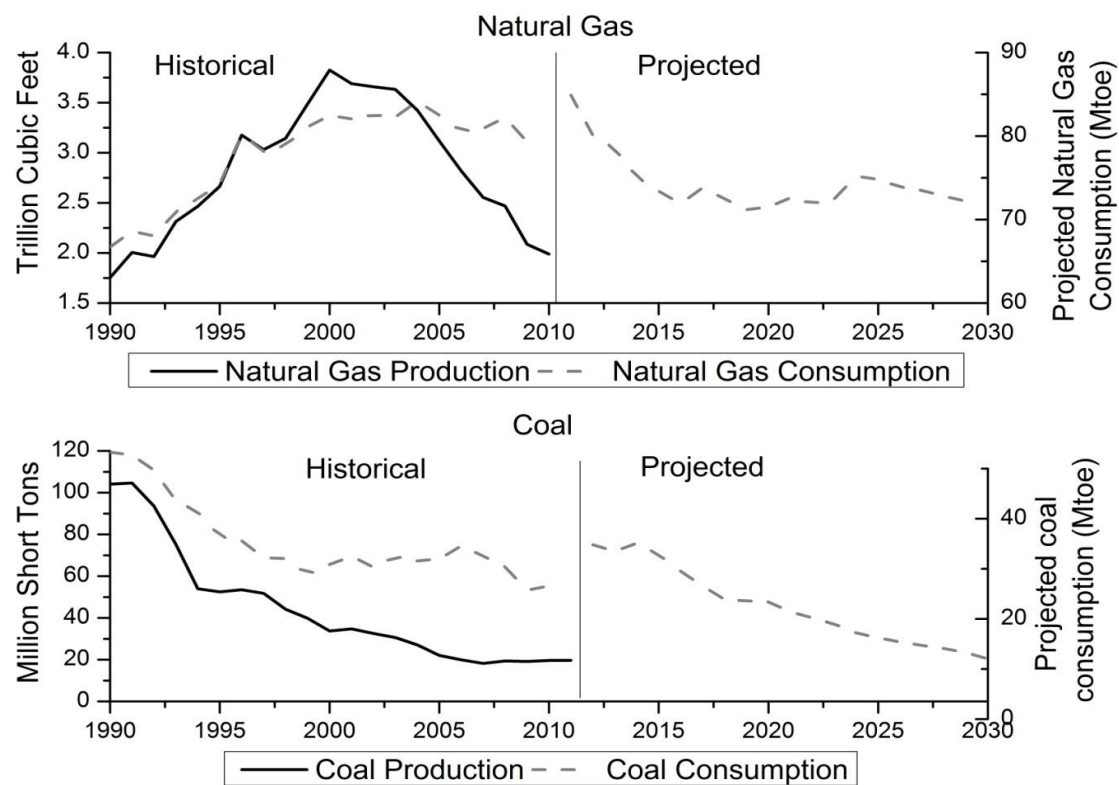 Natural Gas
Historical
Projected
Trillion Cubic Feet
4.0
3.5
3.0
2.5
2.0
1.5
Projected Natural Gas
Consumption (Mtoe)
90
80
70
60
1990 1995 2000 2005 2010 2015 2020 2025 2030
Natural Gas Production Natural Gas Consumption
Coal
Historical
Projected
Million Short Tons
120
100
80
60
40
20
0
Projected coal
consumption (Mtoe)
40
20
0
1990 1995 2000 2005 2010 2015 2020 2025 2030
Coal Production Coal Consumption